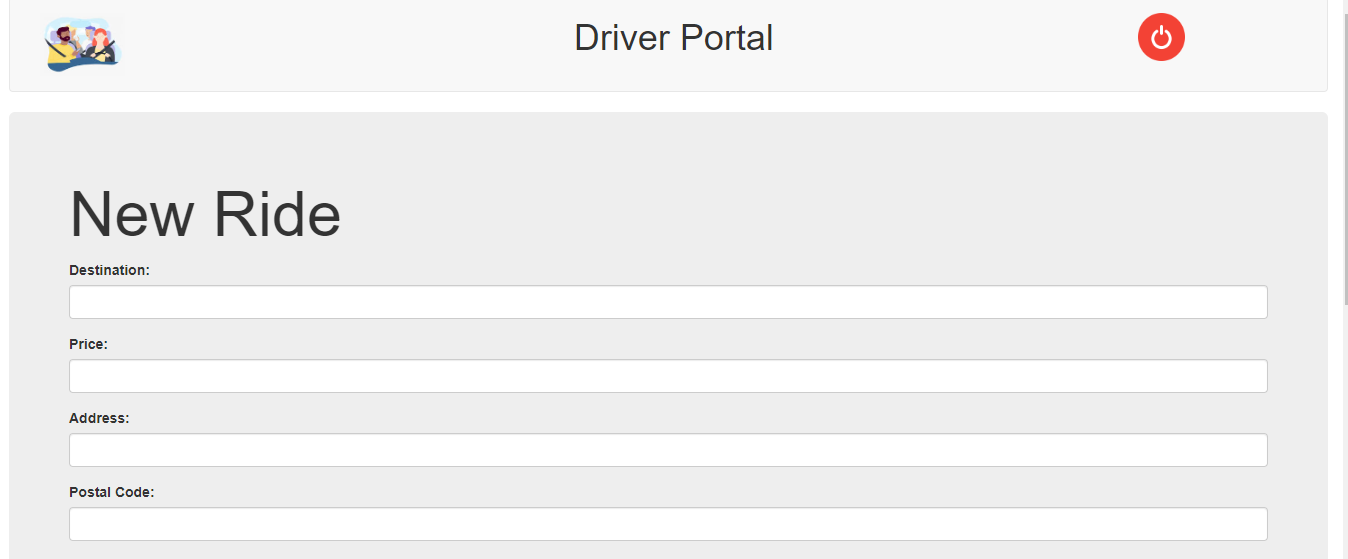 Driver Portal
New Ride
Destination:
Price:
Address:
Postal Code: